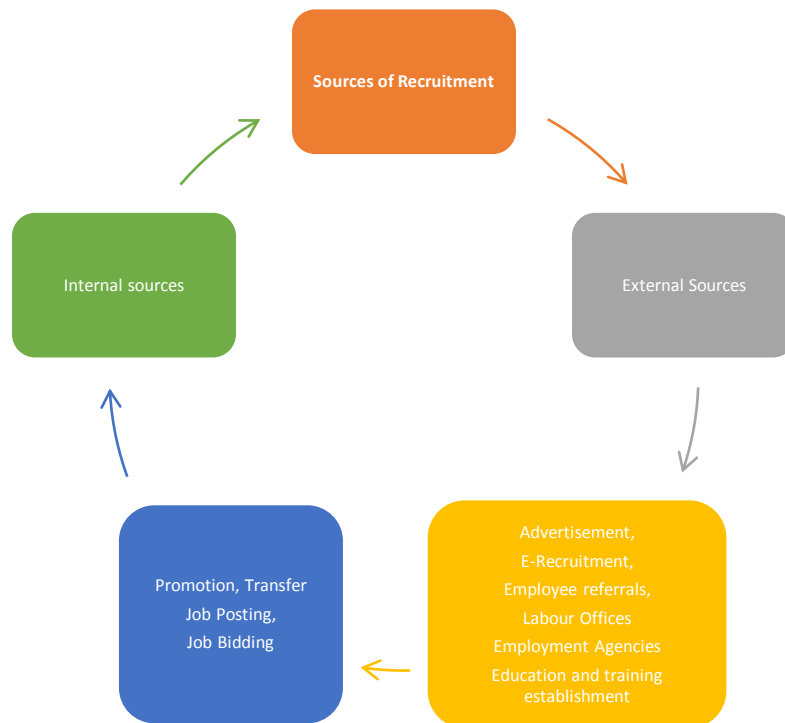 Sources of Recruitment
Internal sources
External Sources
Promotion, Transfer
Job Posting,
Job Bidding
Advertisement,
E-Recruitment,
Employee referrals,
Labour Offices
Employment Agencies
Education and training
establishment